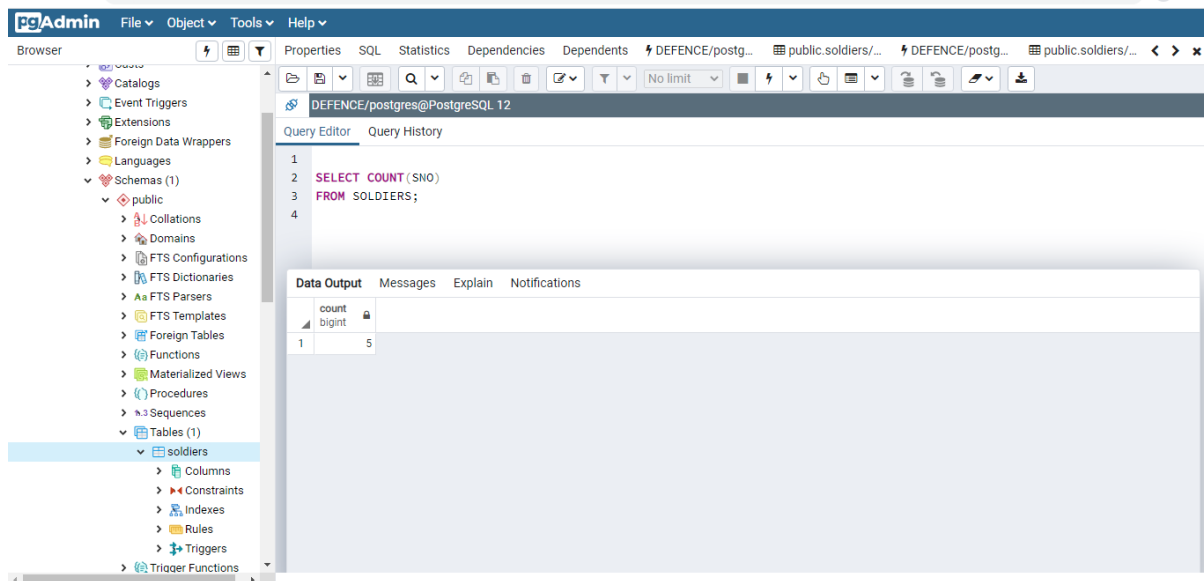 pgAdmin File Object Tools Help
Browser
Properties SQL Statistics Dependencies Dependents DEFENCE/postg... public.soldiers/... DEFENCE/postg... public.soldiers/...
No limit
DEFENCE/postgres@PostgreSQL 12
Query Editor Query History
1
2 SELECT COUNT(SNO)
3 FROM SOLDIERS;
4
Data Output Messages Explain Notifications
count
bigint
1 5
Casts
Catalogs
Event Triggers
Extensions
Foreign Data Wrappers
Languages
Schemas (1)
public
Collations
Domains
FTS Configurations
FTS Dictionaries
Aa FTS Parsers
FTS Templates
Foreign Tables
Functions
Materialized Views
Procedures
1..3 Sequences
Tables (1)
soldiers
Columns
Constraints
Indexes
Rules
Triggers
Trigger Functions